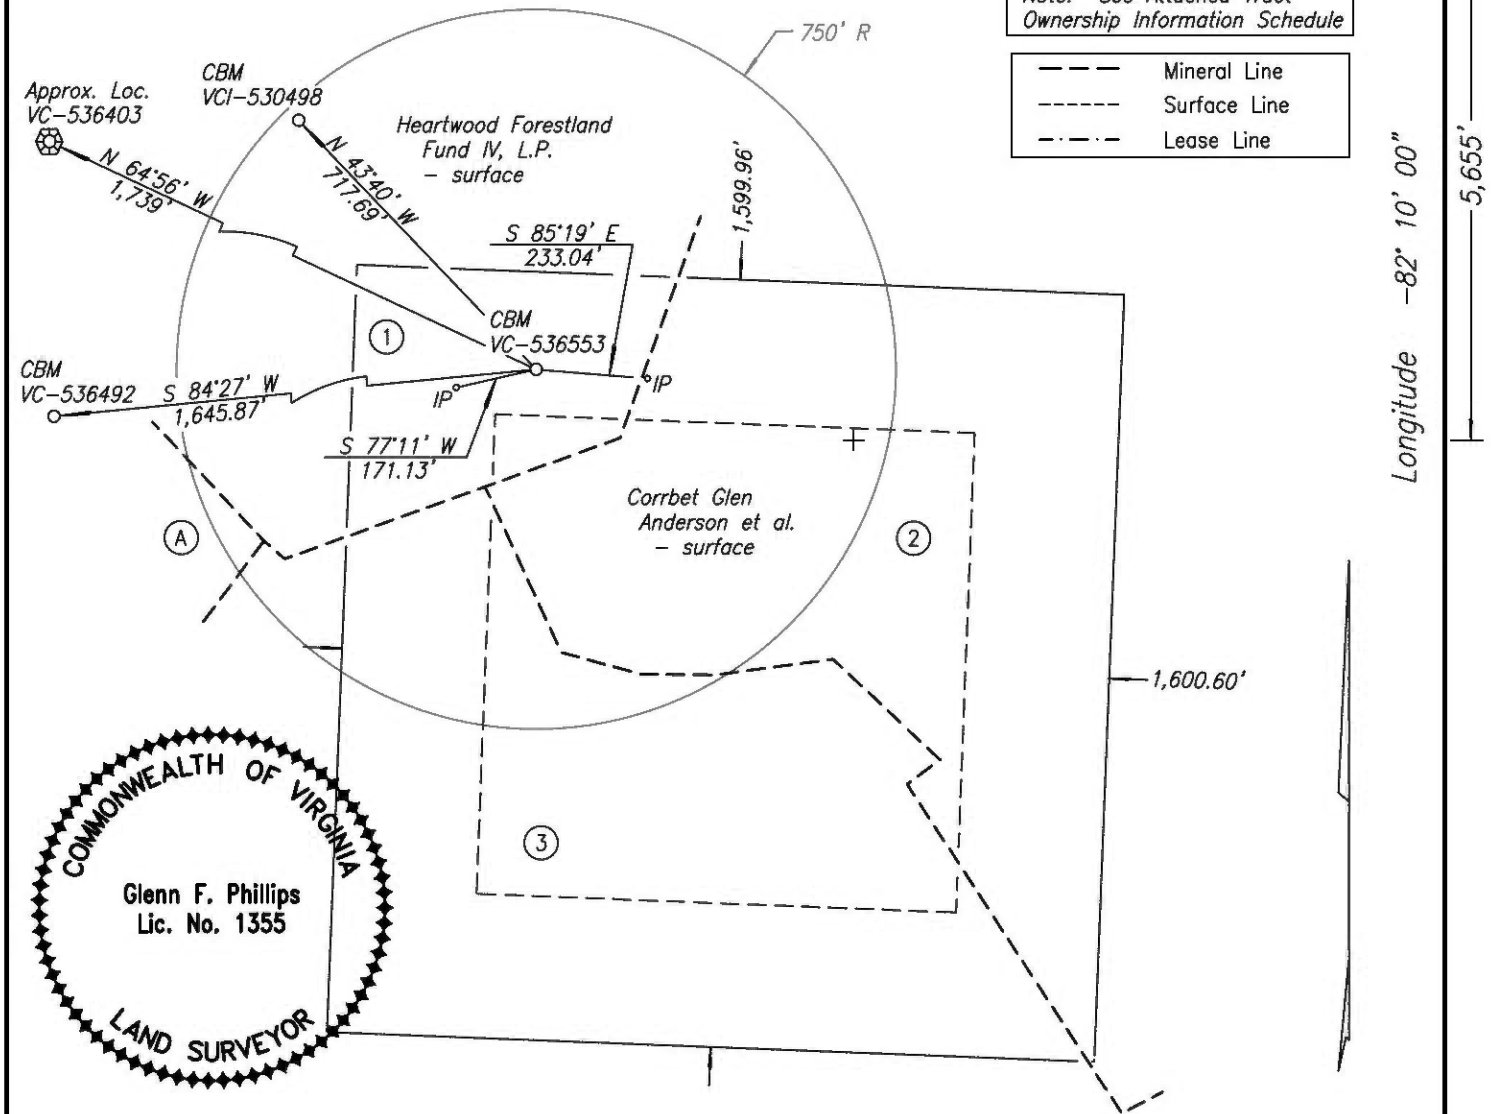 Ownership Information Schedule
750' R
Mineral Line
Surface Line
Lease Line
CBM
VCI-530498
Approx. Loc.
VC-536403
Heartwood Forestland
Fund IV, L.P.
- surface
N 64°56' W
1,739'
N 43°40' W
717.69'
S 85°19' E
233.04'
1,599.96'
Longitude -82° 10' 00"
5,655'
1
CBM
VC-536553
CBM
VC-536492
S 84°27' W
1,645.87'
IP
IP
S 77°11' W
171.13'
A
Corrbet Glen
Anderson et al.
- surface
2
1,600.60'
3
COMMONWEALTH OF VIRGINIA
Glenn F. Phillips
Lic. No. 1355
LAND SURVEYOR